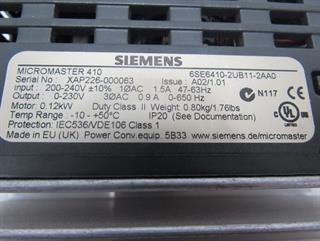 SIEMENS
MICROMASTER 410 6SE6410-2UB11-2AA0
Serial No : XAP226-000063 Issue : A02/1.01
Input : 200-240V ±10% 1ØAC 1.5A 47-63Hz
Output : 0-230V 3ØAC 0.9 A 0-650 Hz
Motor: 0.12kW Duty Class II Weight: 0.80kg/1.76lbs
Temp Range : -10 - +50°C IP20 (See Documentation)
Protection: IEC536/VDE106 Class 1
Made in EU (UK) Power Conv.equip. 5B33 www.siemens.de/micromaster
N117
UL
CE